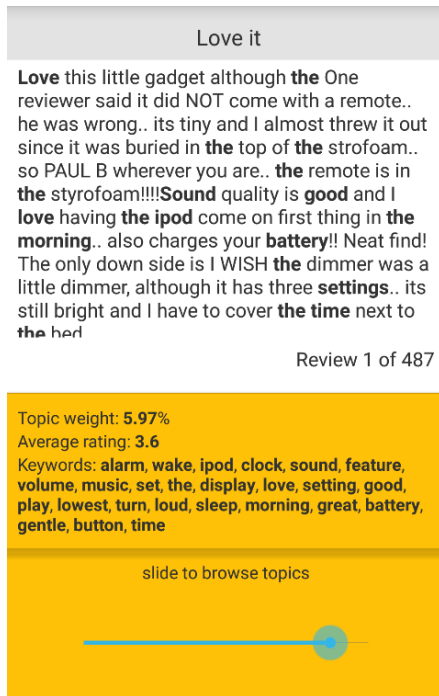 Love it
Love this little gadget although the One
reviewer said it did NOT come with a remote..
he was wrong.. its tiny and I almost threw it out
since it was buried in the top of the strofoam..
so PAUL B wherever you are.. the remote is in
the styrofoam!!!!Sound quality is good and I
love having the ipod come on first thing in the
morning.. also charges your battery!! Neat find!
The only down side is I WISH the dimmer was a
little dimmer, although it has three settings.. its
still bright and I have to cover the time next to
the bed
Review 1 of 487
Topic weight: 5.97%
Average rating: 3.6
Keywords: alarm, wake, ipod, clock, sound, feature,
volume, music, set, the, display, love, setting, good,
play, lowest, turn, loud, sleep, morning, great, battery,
gentle, button, time
slide to browse topics